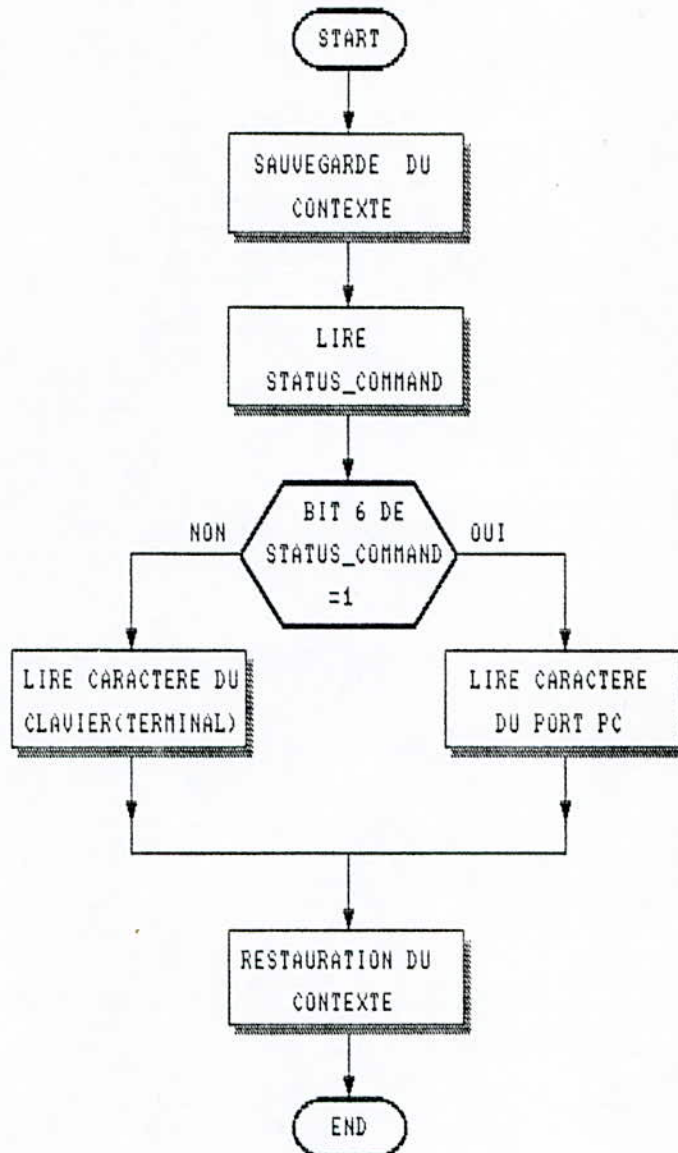 START
SAUVEGARDE DU
CONTEXTE
LIRE
STATUS_COMMAND
BIT 6 DE
STATUS_COMMAND
=1
NON
OUI
LIRE CARACTERE DU
CLAVIER(TERMINAL)
LIRE CARACTERE
DU PORT PC
RESTAURATION DU
CONTEXTE
END